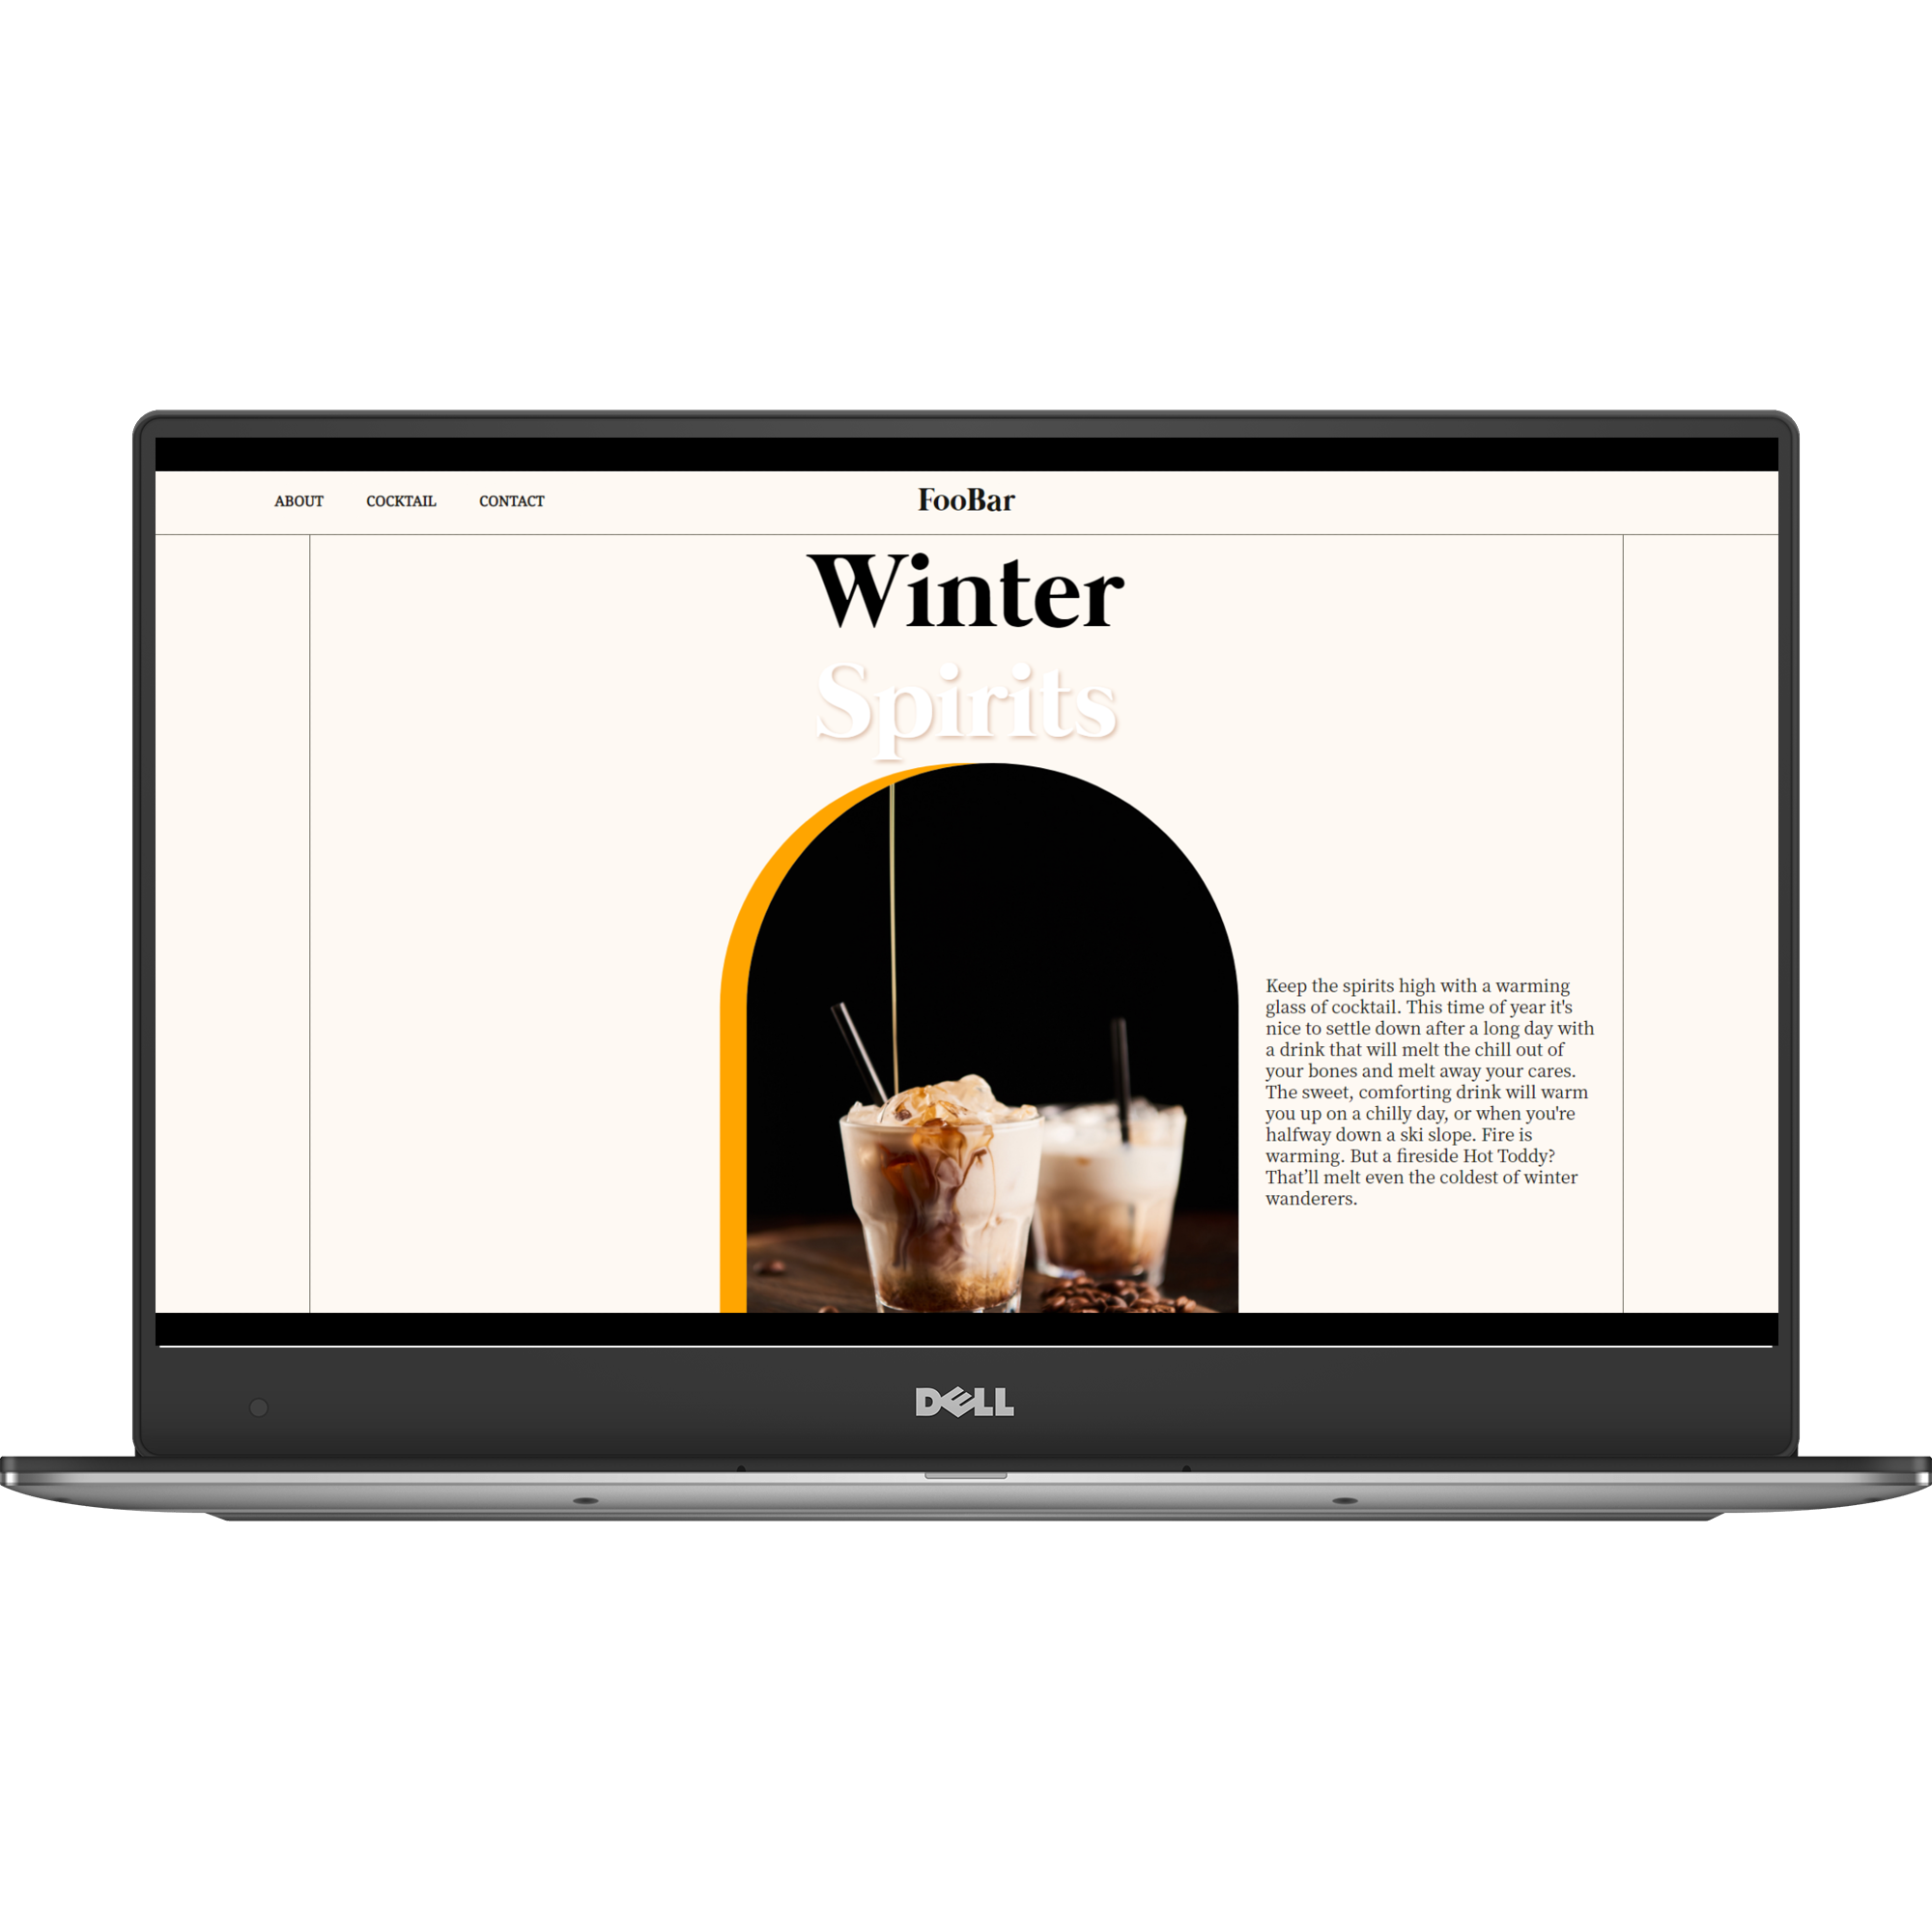 ABOUT COCKTAIL CONTACT FooBar
Winter
Spirits
Keep the spirits high with a warming
glass of cocktail. This time of year it's
nice to settle down after a long day with
a drink that will melt the chill out of
your bones and melt away your cares.
The sweet, comforting drink will warm
you up on a chilly day, or when you're
halfway down a ski slope. Fire is
warming. But a fireside Hot Toddy?
That’ll melt even the coldest of winter
wanderers.
DELL